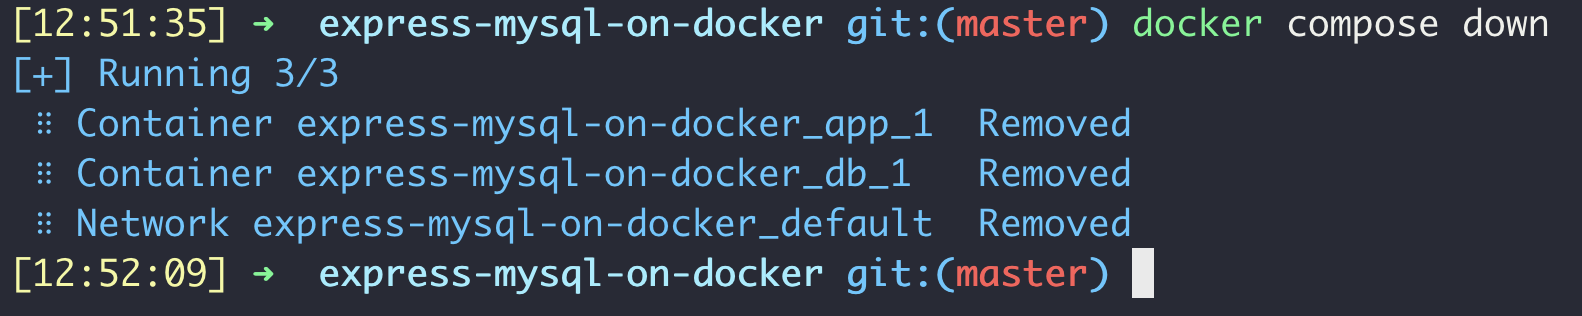 [12:51:35] ➜  express-mysql-on-docker git:(master) docker compose down
[+] Running 3/3
 ⠿ Container express-mysql-on-docker_app_1  Removed
 ⠿ Container express-mysql-on-docker_db_1   Removed
 ⠿ Network express-mysql-on-docker_default  Removed
[12:52:09] ➜  express-mysql-on-docker git:(master)